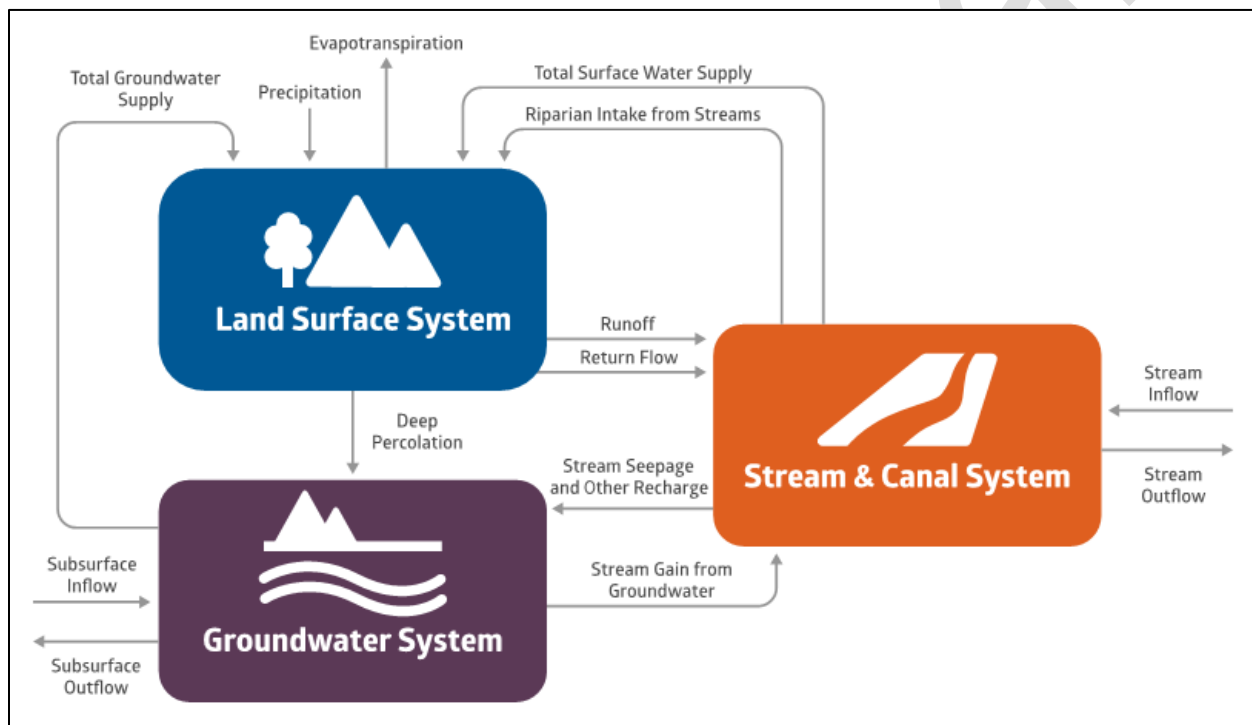 Evapotranspiration
Total Groundwater
Supply
Precipitation
Total Surface Water Supply
Riparian Intake from Streams
Land Surface System
Runoff
Return Flow
Stream
Inflow
Deep
Percolation
Stream Seepage
and Other Recharge
Stream & Canal System
Stream
Outflow
Subsurface
Inflow
Stream Gain from
Groundwater
Groundwater System
Subsurface
Outflow